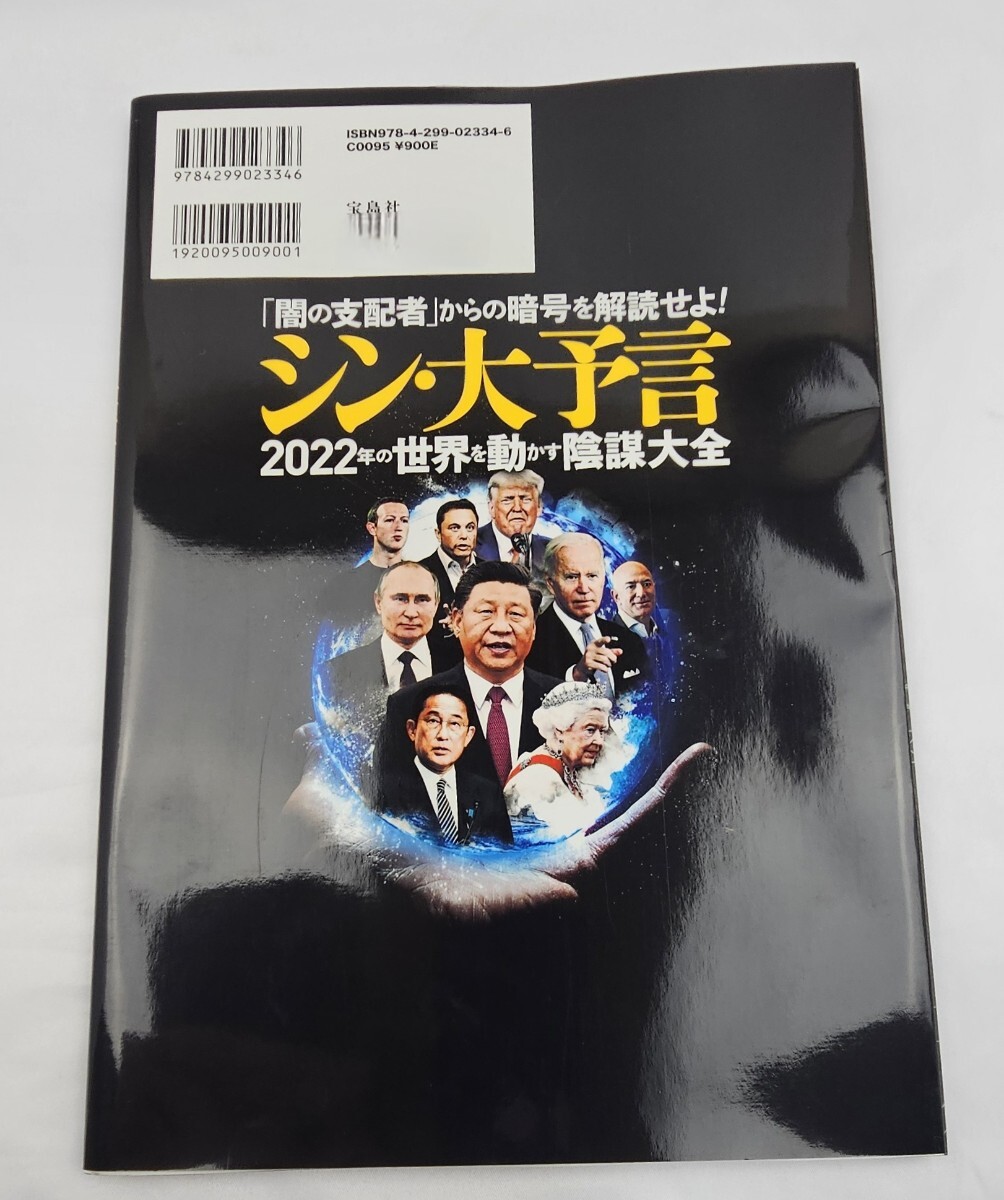 ISBN978-4-299-02334-6
C0095 ¥900E
9784299023346
宝島社
1920095009001
「闇の支配者」からの暗号を解読せよ!
シン・大予言
2022年の世界を動かす陰謀大全